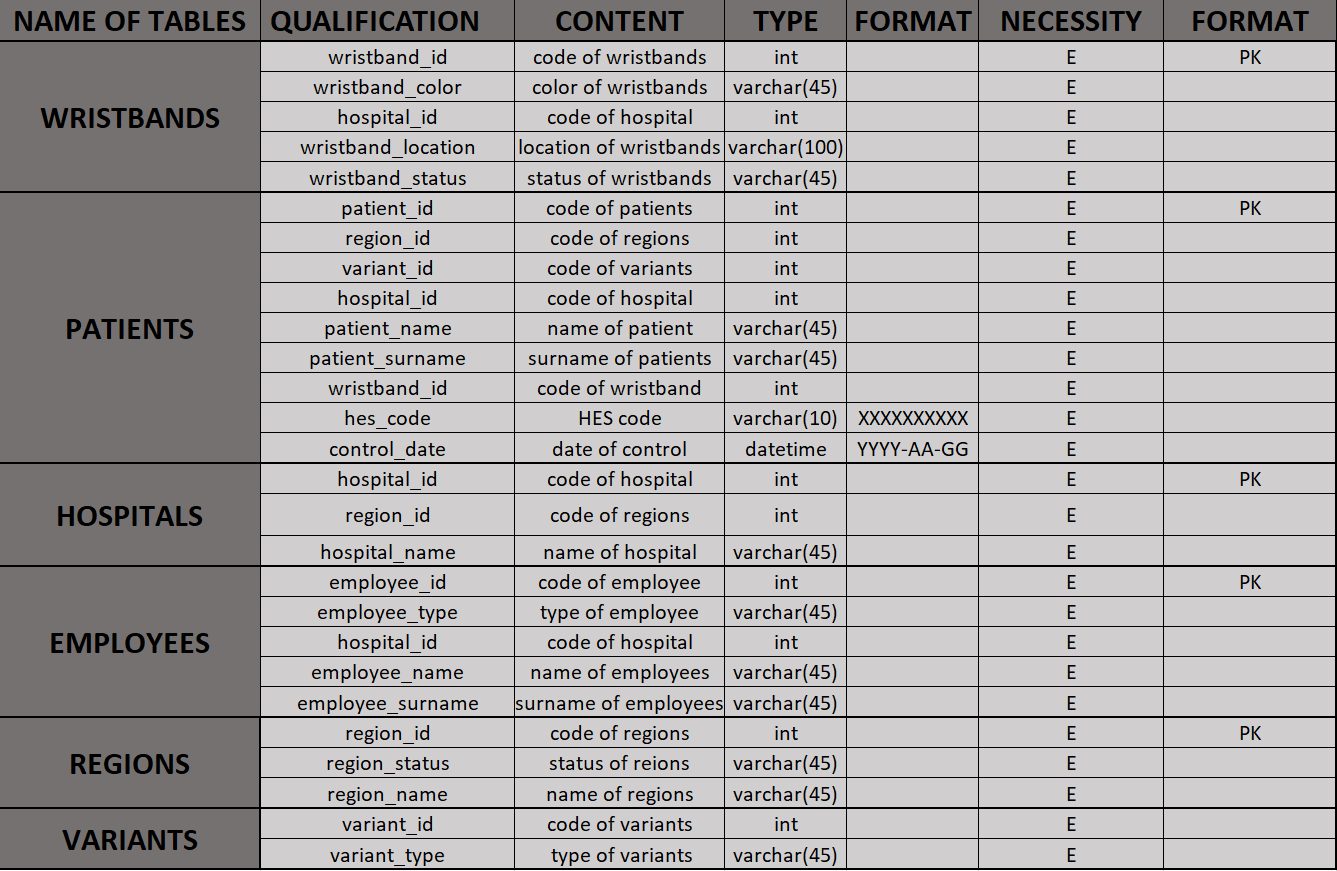 NAME OF TABLES QUALIFICATION CONTENT TYPE FORMAT NECESSITY FORMAT
WRISTBANDS
wristband_id code of wristbands int E PK
wristband_color color of wristbands varchar(45) E
hospital_id code of hospital int E
wristband_location location of wristbands varchar(100) E
wristband_status status of wristbands varchar(45) E
PATIENTS
patient_id code of patients int E PK
region_id code of regions int E
variant_id code of variants int E
hospital_id code of hospital int E
patient_name name of patient varchar(45) E
patient_surname surname of patients varchar(45) E
wristband_id code of wristband int E
hes_code HES code varchar(10) XXXXXXXXXX E
control_date date of control datetime YYYY-AA-GG E
HOSPITALS
hospital_id code of hospital int E PK
region_id code of regions int E
hospital_name name of hospital varchar(45) E
EMPLOYEES
employee_id code of employee int E PK
employee_type type of employee varchar(45) E
hospital_id code of hospital int E
employee_name name of employees varchar(45) E
employee_surname surname of employees varchar(45) E
REGIONS
region_id code of regions int E PK
region_status status of reions varchar(45) E
region_name name of regions varchar(45) E
VARIANTS
variant_id code of variants int E
variant_type type of variants varchar(45) E